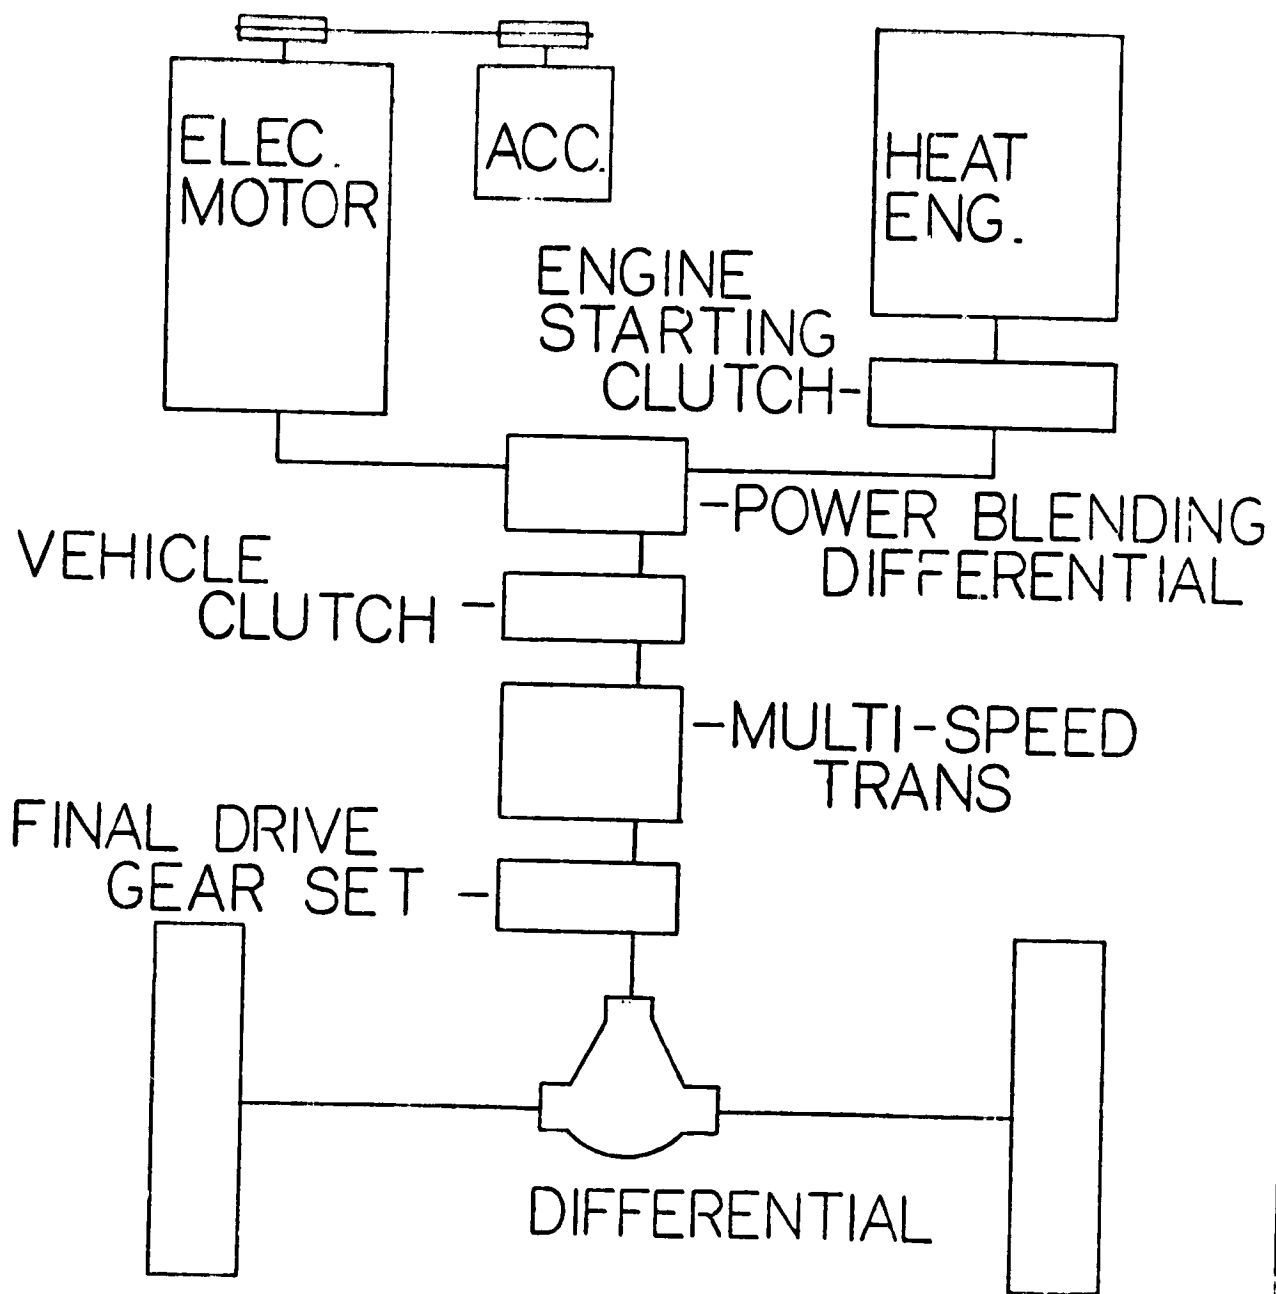 ELEC.
MOTOR
ACC.
HEAT
ENG.
ENGINE
STARTING
CLUTCH
POWER BLENDING
DIFFERENTIAL
VEHICLE
CLUTCH
MULTI-SPEED
TRANS
FINAL DRIVE
GEAR SET
DIFFERENTIAL